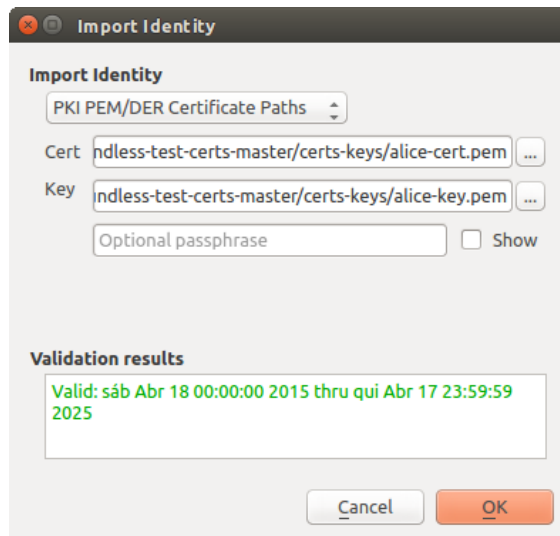 Import Identity
Import Identity
PKI PEM/DER Certificate Paths
Cert ndless-test-certs-master/certs-keys/alice-cert.pem ...
Key ndless-test-certs-master/certs-keys/alice-key.pem ...
Optional passphrase Show
Validation results
Valid: sáb Abr 18 00:00:00 2015 thru qui Abr 17 23:59:59
2025
Cancel OK